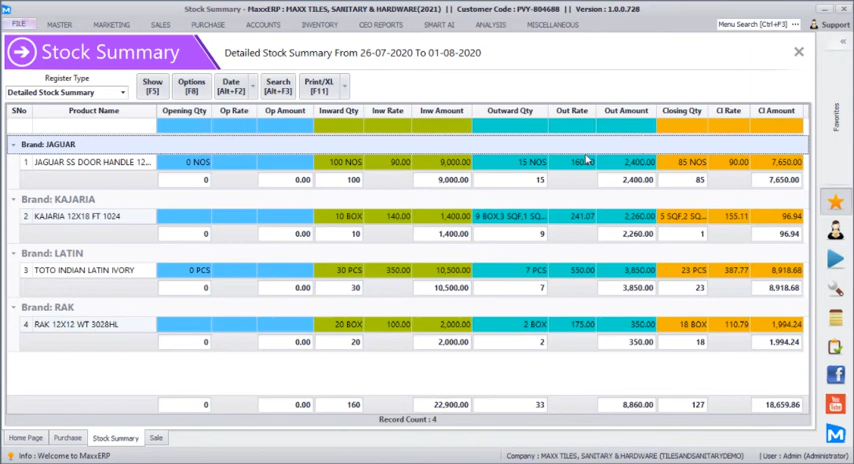 Stock Summary - MaxxERP : MAXX TILES, SANITARY & HARDWARE(2021) || Customer Code : PVY-804688 || Version : 1.0.0.728
FILE MASTER MARKETING SALES PURCHASE ACCOUNTS INVENTORY CEO REPORTS SMART AI ANALYSIS MISCELLANEOUS Menu Search [Ctrl+F3] Support
Stock Summary Detailed Stock Summary From 26-07-2020 To 01-08-2020
Register Type
Detailed Stock Summary
Show [F5] Options [F8] Date [Alt+F2] Search [Alt+F3] Print/XL [F11]
SNo Product Name Opening Qty Op Rate Op Amount Inward Qty Inw Rate Inw Amount Outward Qty Out Rate Out Amount Closing Qty Cl Rate Cl Amount
Brand: JAGUAR
1 JAGUAR SS DOOR HANDLE 12... 0 NOS 100 NOS 90.00 9,000.00 15 NOS 160.00 2,400.00 85 NOS 90.00 7,650.00
0 0.00 100 9,000.00 15 2,400.00 85 7,650.00
Brand: KAJARIA
2 KAJARIA 12X18 FT 1024 10 BOX 140.00 1,400.00 9 BOX,3 SQF,1 SQ... 241.07 2,260.00 5 SQF,2 SQ... 155.11 96.94
0 0.00 10 1,400.00 9 2,260.00 1 96.94
Brand: LATIN
3 TOTO INDIAN LATIN IVORY 0 PCS 30 PCS 350.00 10,500.00 7 PCS 550.00 3,850.00 23 PCS 387.77 8,918.68
0 0.00 30 10,500.00 7 3,850.00 23 8,918.68
Brand: RAK
4 RAK 12X12 WT 3028HL 20 BOX 100.00 2,000.00 2 BOX 175.00 350.00 18 BOX 110.79 1,994.24
0 0.00 20 2,000.00 2 350.00 18 1,994.24
0 0.00 160 22,900.00 33 8,860.00 127 18,659.86
Record Count : 4
Home Page Purchase Stock Summary Sale
Info : Welcome to MaxxERP Company : MAXX TILES, SANITARY & HARDWARE (TILESANDSANITARYDEMO) User : Admin (Administrator)
Favorites
You Tube